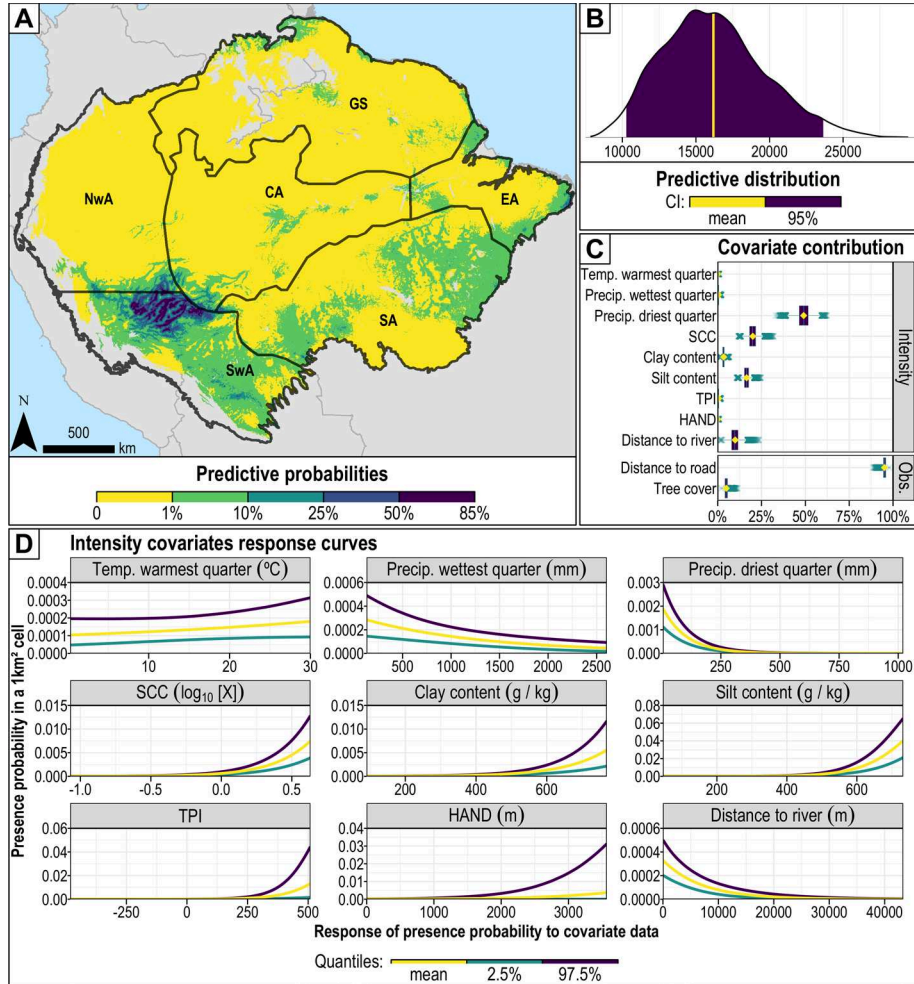 A
GS
NwA
CA
EA
SA
SwA
N
500
km
Predictive probabilities
0 1% 10% 25% 50% 85%
B
10000 15000 20000 25000
Predictive distribution
CI:
mean 95%
C
Covariate contribution
Temp. warmest quarter
Precip. wettest quarter
Precip. driest quarter
SCC
Clay content
Silt content
TPI
HAND
Distance to river
Intensity
Distance to road
Tree cover
Obs.
0% 25% 50% 75% 100%
D
Intensity covariates response curves
Presence probability in a 1km² cell
Temp. warmest quarter (ºC)
0.0004
0.0003
0.0002
0.0001
0.0000
10 20 30
Precip. wettest quarter (mm)
0.0006
0.0004
0.0002
0.0000
500 1000 1500 2000 2500
Precip. driest quarter (mm)
0.003
0.002
0.001
0.000
250 500 750 1000
SCC (log₁₀ [X])
0.015
0.010
0.005
0.000
-1.0 -0.5 0.0 0.5
Clay content (g / kg)
0.015
0.010
0.005
0.000
200 400 600
Silt content (g / kg)
0.08
0.06
0.04
0.02
0.00
200 400 600
TPI
0.06
0.04
0.02
0.00
-250 0 250 500
HAND (m)
0.04
0.03
0.02
0.01
0.00
0 1000 2000 3000
Distance to river (m)
0.0006
0.0004
0.0002
0.0000
0 10000 20000 30000 40000
Response of presence probability to covariate data
Quantiles:
mean 2.5% 97.5%